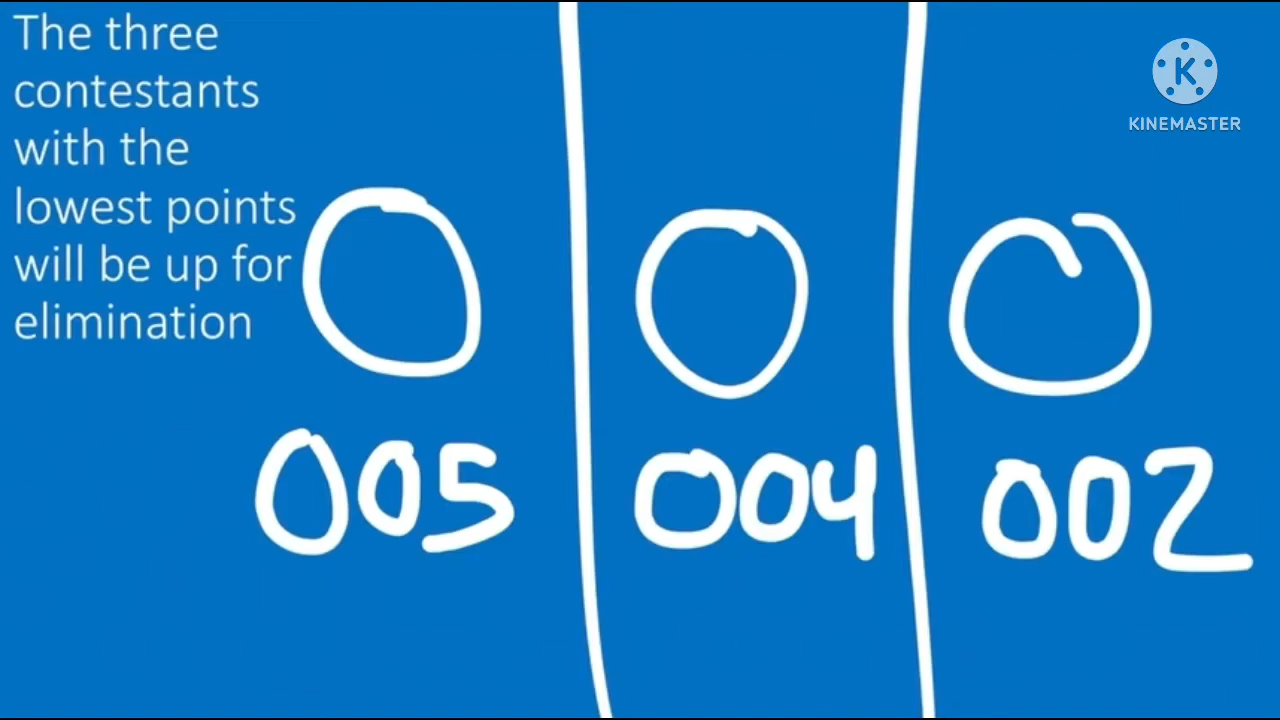 The three
contestants
with the
lowest points
will be up for
elimination
005
004
002
K
KINEMASTER